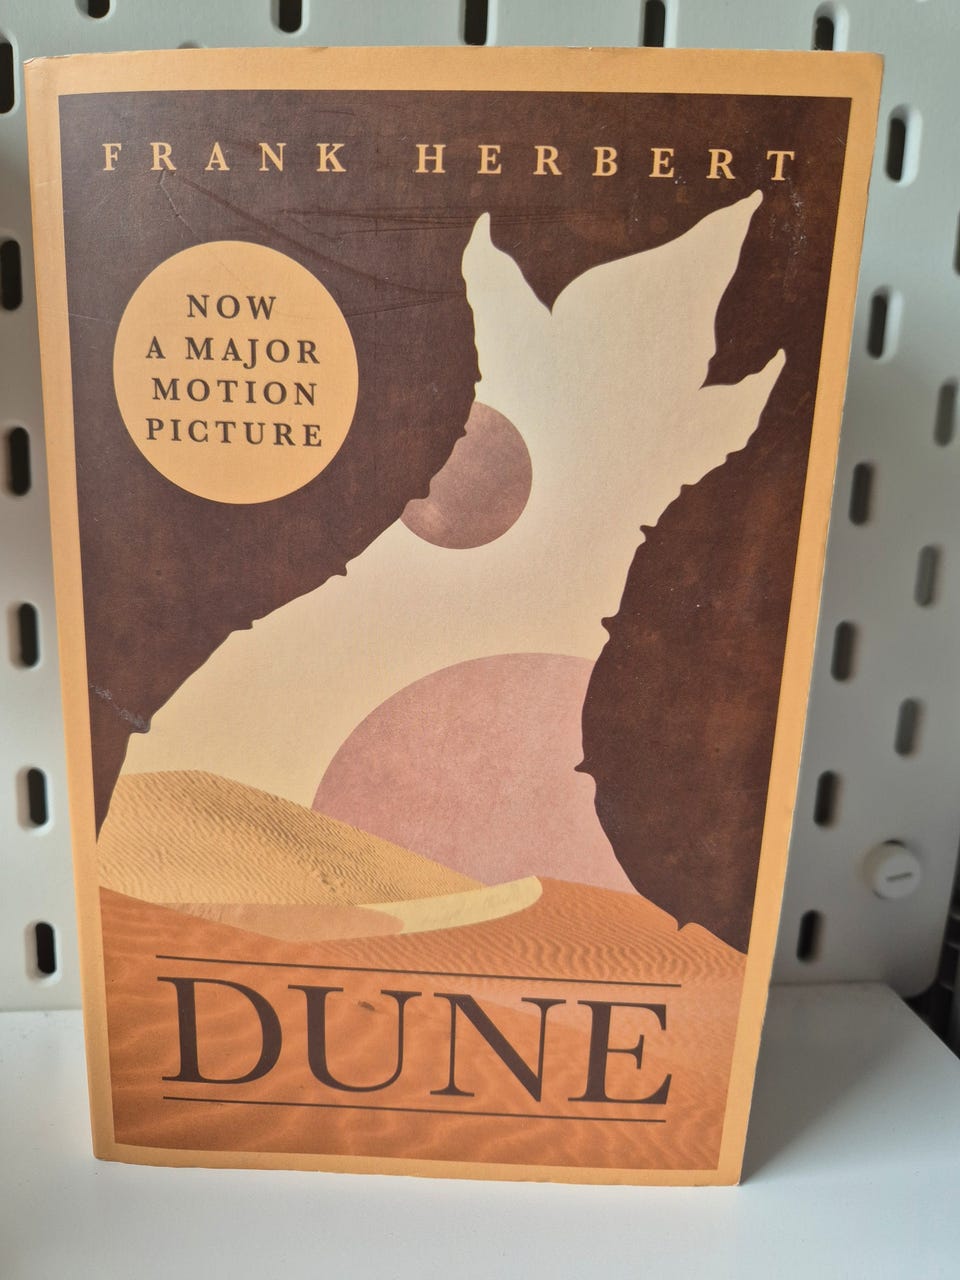 FRANK HERBERT
NOW
A MAJOR
MOTION
PICTURE
DUNE